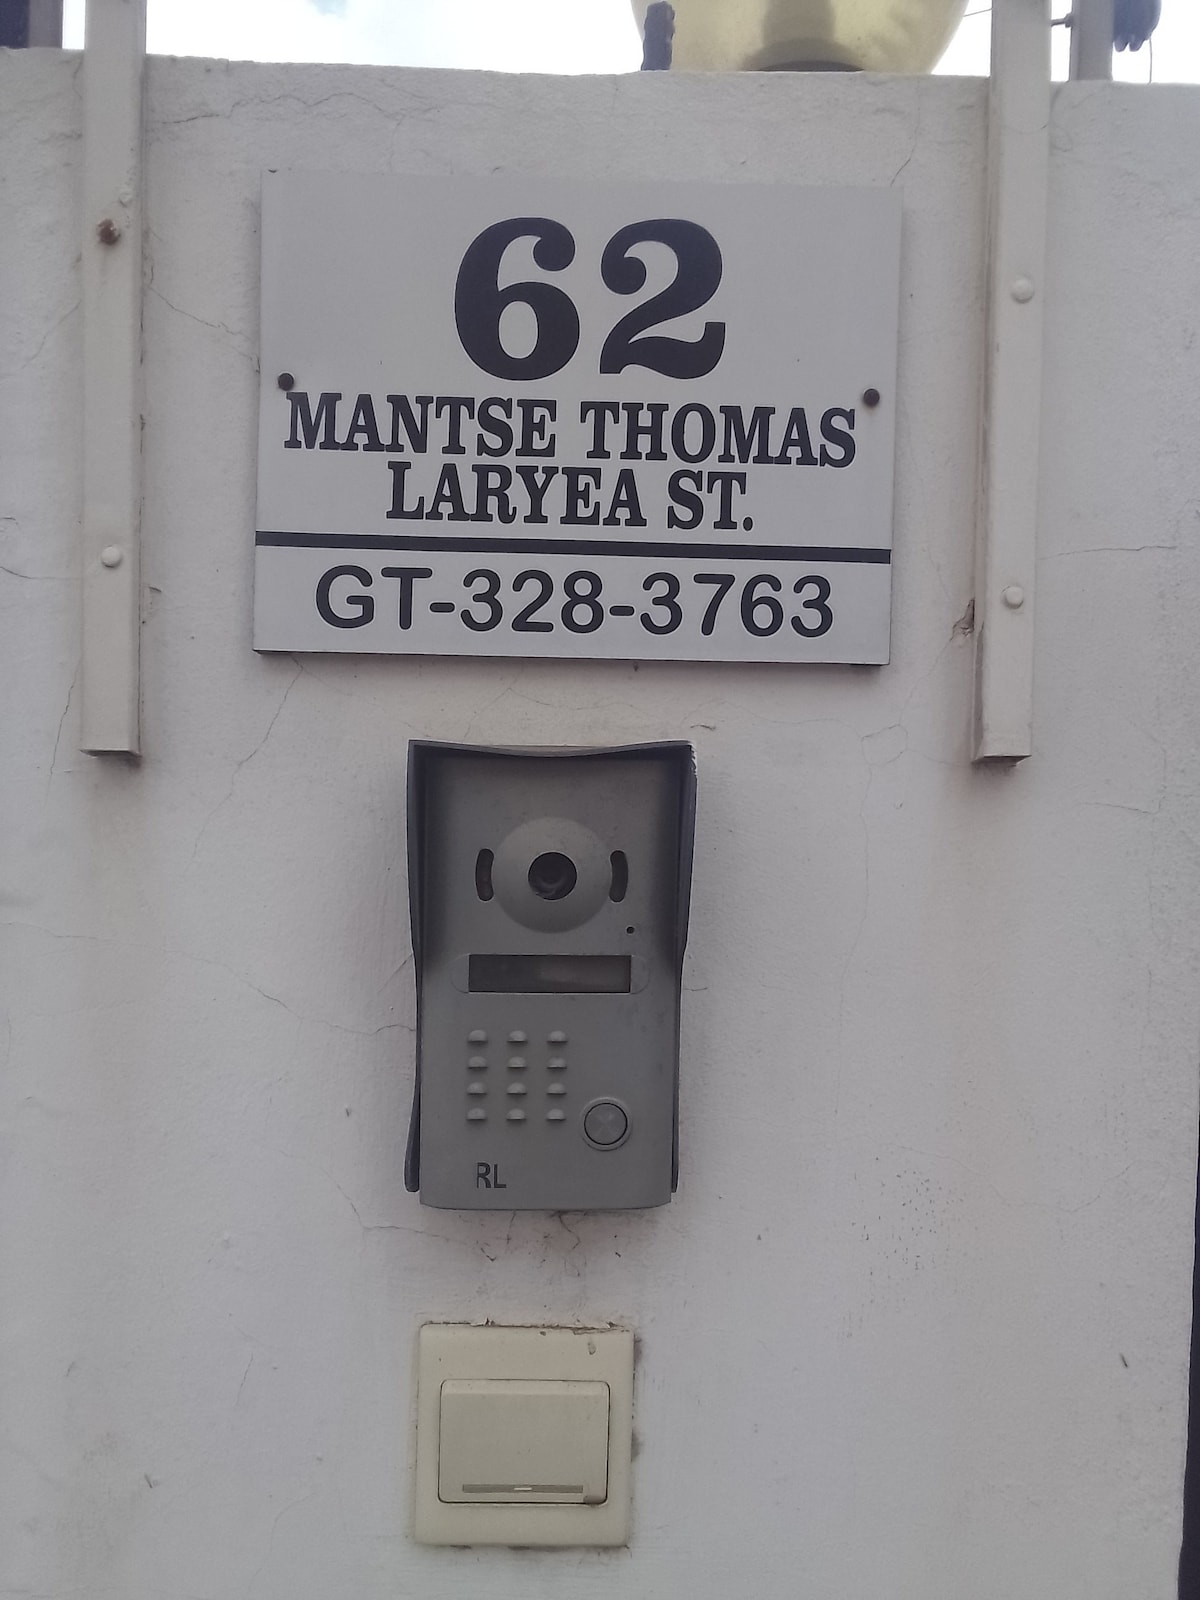 62
MANTSE THOMAS
LARYEA ST.
GT-328-3763
RL